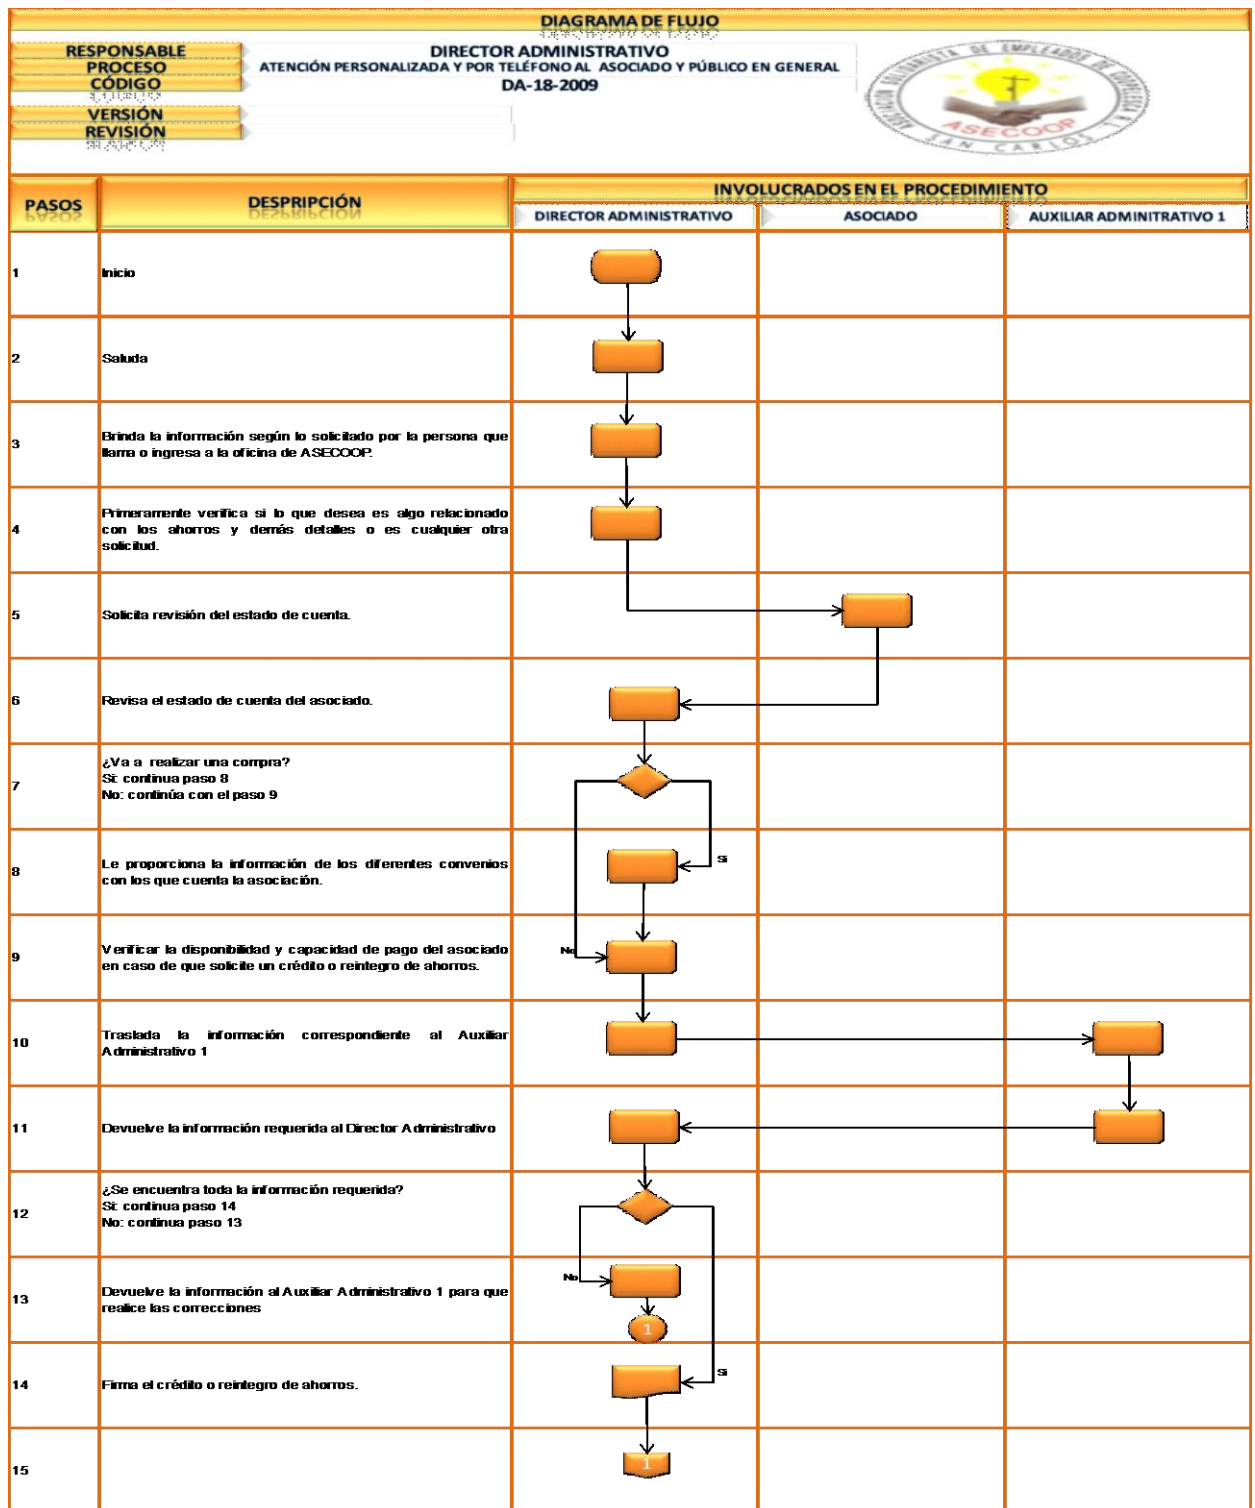 DIAGRAMA DE FLUJO
RESPONSABLE
DIRECTOR ADMINISTRATIVO
PROCESO
ATENCIÓN PERSONALIZADA Y POR TELÉFONO AL ASOCIADO Y PÚBLICO EN GENERAL
CÓDIGO
DA-18-2009
VERSIÓN
REVISIÓN
ASOCIACIÓN SOLIDARISTA DE EMPLEADOS DE COOPELESCA R.L.
ASECOOP
SAN CARLOS
PASOS
DESPRIPCIÓN
INVOLUCRADOS EN EL PROCEDIMIENTO
DIRECTOR ADMINISTRATIVO
ASOCIADO
AUXILIAR ADMINITRATIVO 1
1
Inicio
2
Saluda
3
Brinda la información según lo solicitado por la persona que
llama o ingresa a la oficina de ASECOOP.
4
Primeramente verifica si lo que desea es algo relacionado
con los ahorros y demás detalles o es cualquier otra
solicitud.
5
Solicita revisión del estado de cuenta.
6
Revisa el estado de cuenta del asociado.
7
¿Va a realizar una compra?
Si: continua paso 8
No: continúa con el paso 9
8
Le proporciona la información de los diferentes convenios
con los que cuenta la asociación.
Si
9
Verificar la disponibilidad y capacidad de pago del asociado
en caso de que solicite un crédito o reintegro de ahorros.
No
10
Traslada la información correspondiente al Auxiliar
Administrativo 1
11
Devuelve la información requerida al Director Administrativo
12
¿Se encuentra toda la información requerida?
Si: continua paso 14
No: continua paso 13
13
Devuelve la información al Auxiliar Administrativo 1 para que
realice las correcciones
No
1
14
Firma el crédito o reintegro de ahorros.
Si
15
1